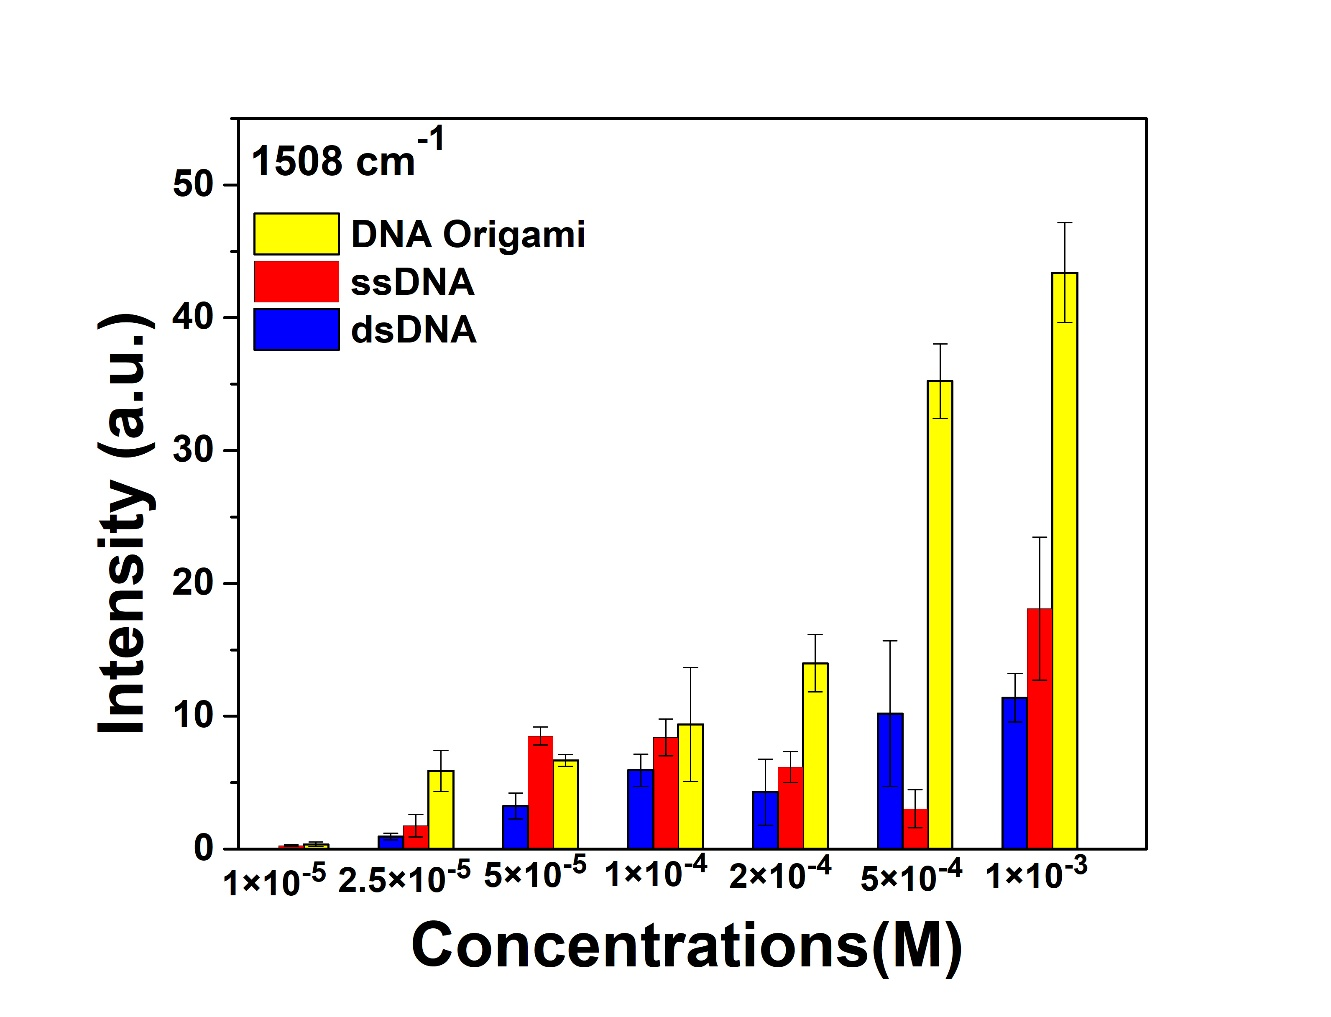 1508 cm⁻¹
DNA Origami
ssDNA
dsDNA
50
40
30
20
10
0
Intensity (a.u.)
1×10⁻⁵ 2.5×10⁻⁵ 5×10⁻⁵ 1×10⁻⁴ 2×10⁻⁴ 5×10⁻⁴ 1×10⁻³
Concentrations(M)